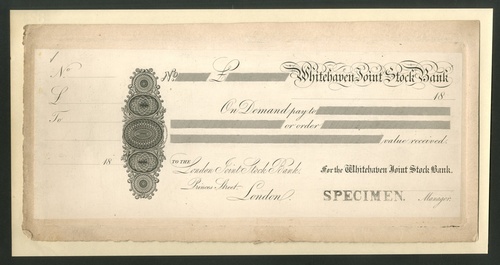 No
£
To
18
No £ Whitehaven Joint Stock Bank
18
On Demand pay to
or order
value received.
TO THE London Joint Stock Bank,
Princes Street,
London.
For the Whitehaven Joint Stock Bank.
SPECIMEN. Manager.